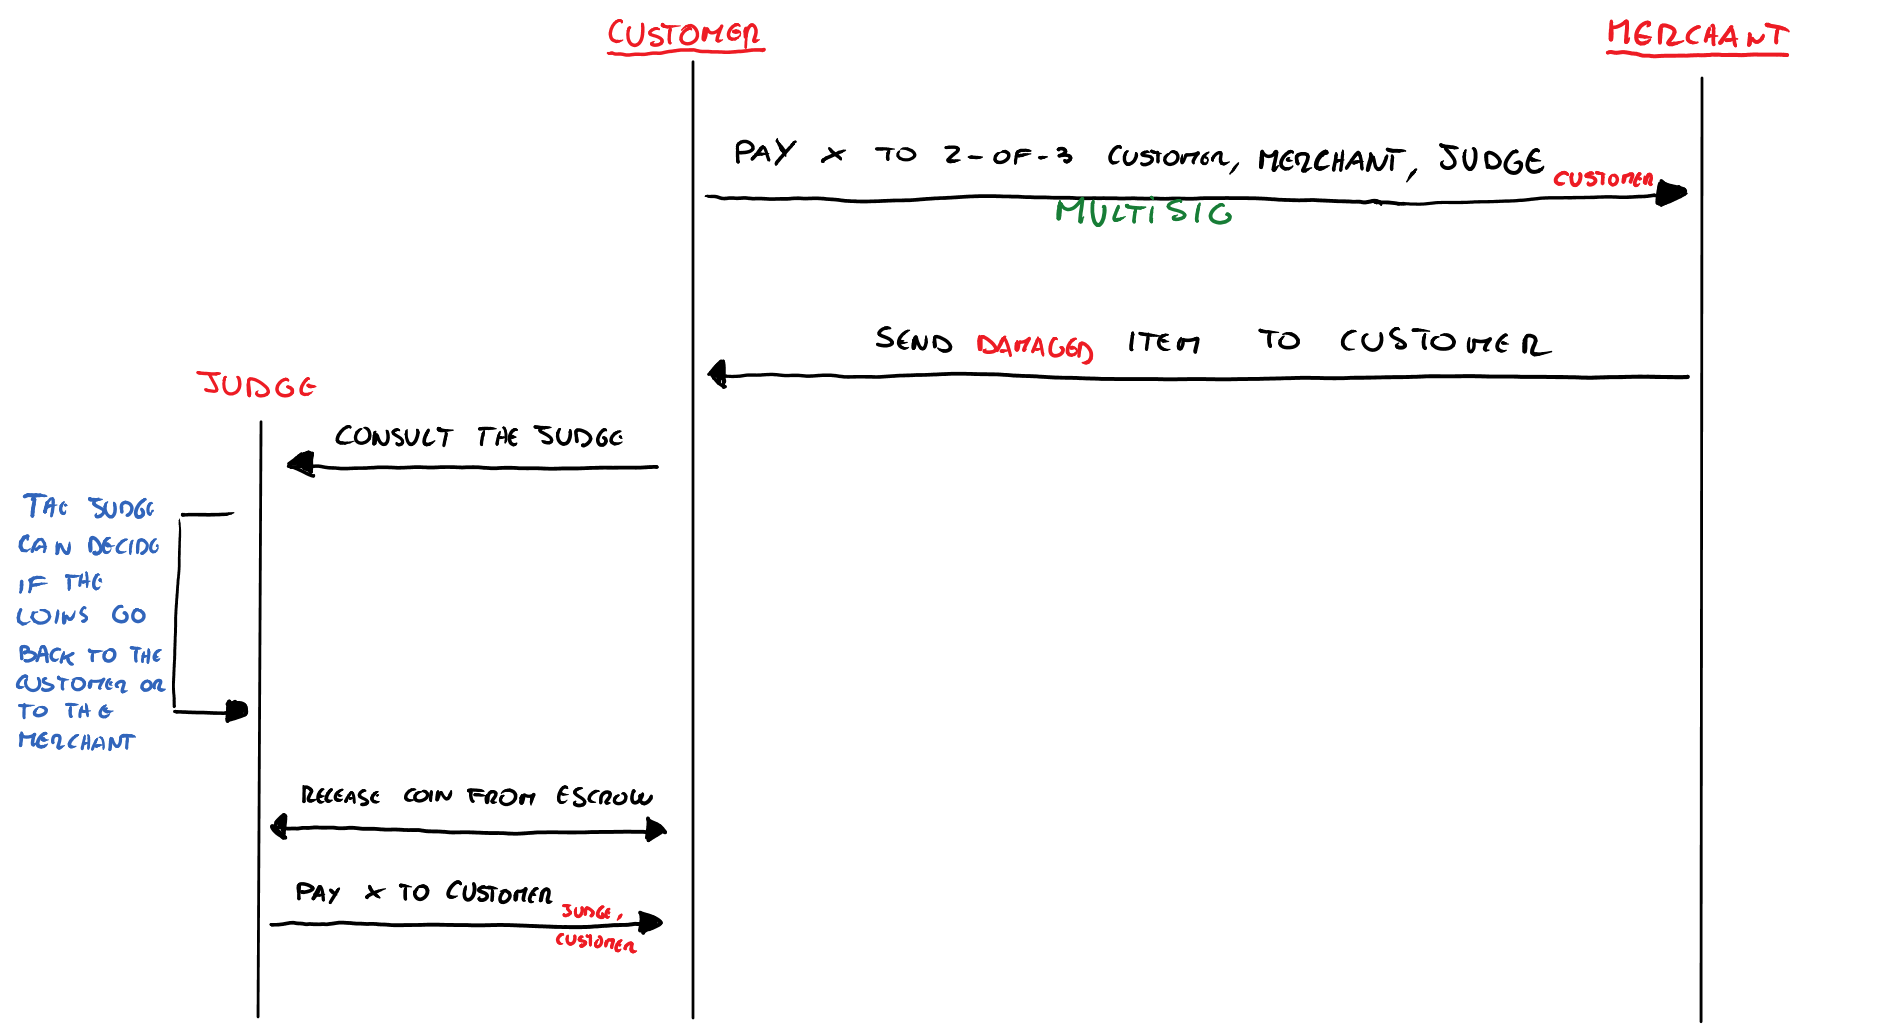 CUSTOMER
MERCHANT
PAY X TO 2-OF-3 CUSTOMER, MERCHANT, JUDGE CUSTOMER
MULTISIG
SEND DAMAGED ITEM TO CUSTOMER
JUDGE
CONSULT THE JUDGE
THE JUDGE
CAN DECIDE
IF THE
COINS GO
BACK TO THE
CUSTOMER OR
TO THE
MERCHANT
RELEASE COIN FROM ESCROW
PAY X TO CUSTOMER JUDGE,
CUSTOMER